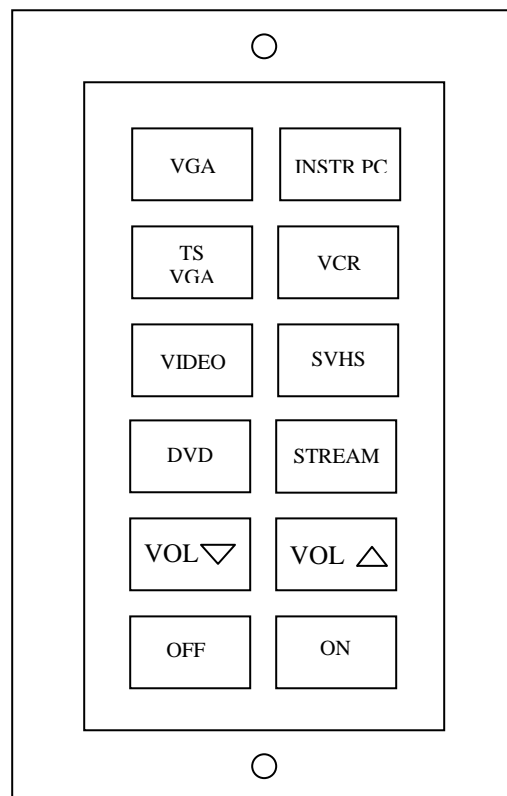 VGA
INSTR PC
TS
VGA
VCR
VIDEO
SVHS
DVD
STREAM
VOL
VOL
OFF
ON